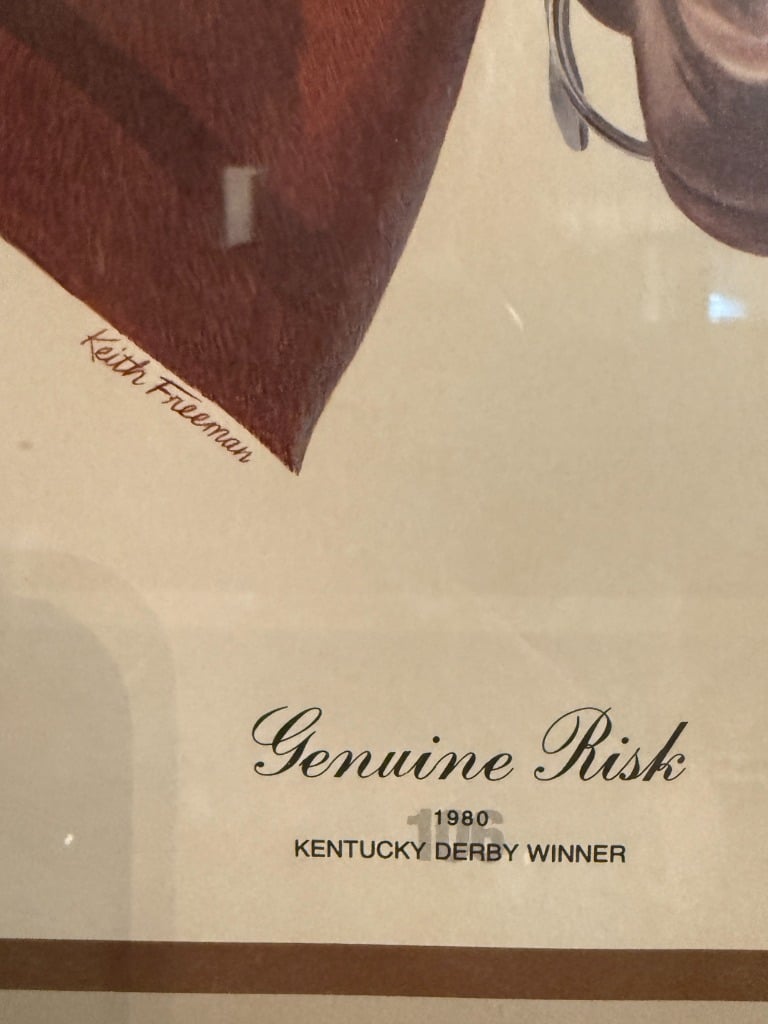 Keith Freeman
Genuine Risk
1980
106
KENTUCKY DERBY WINNER